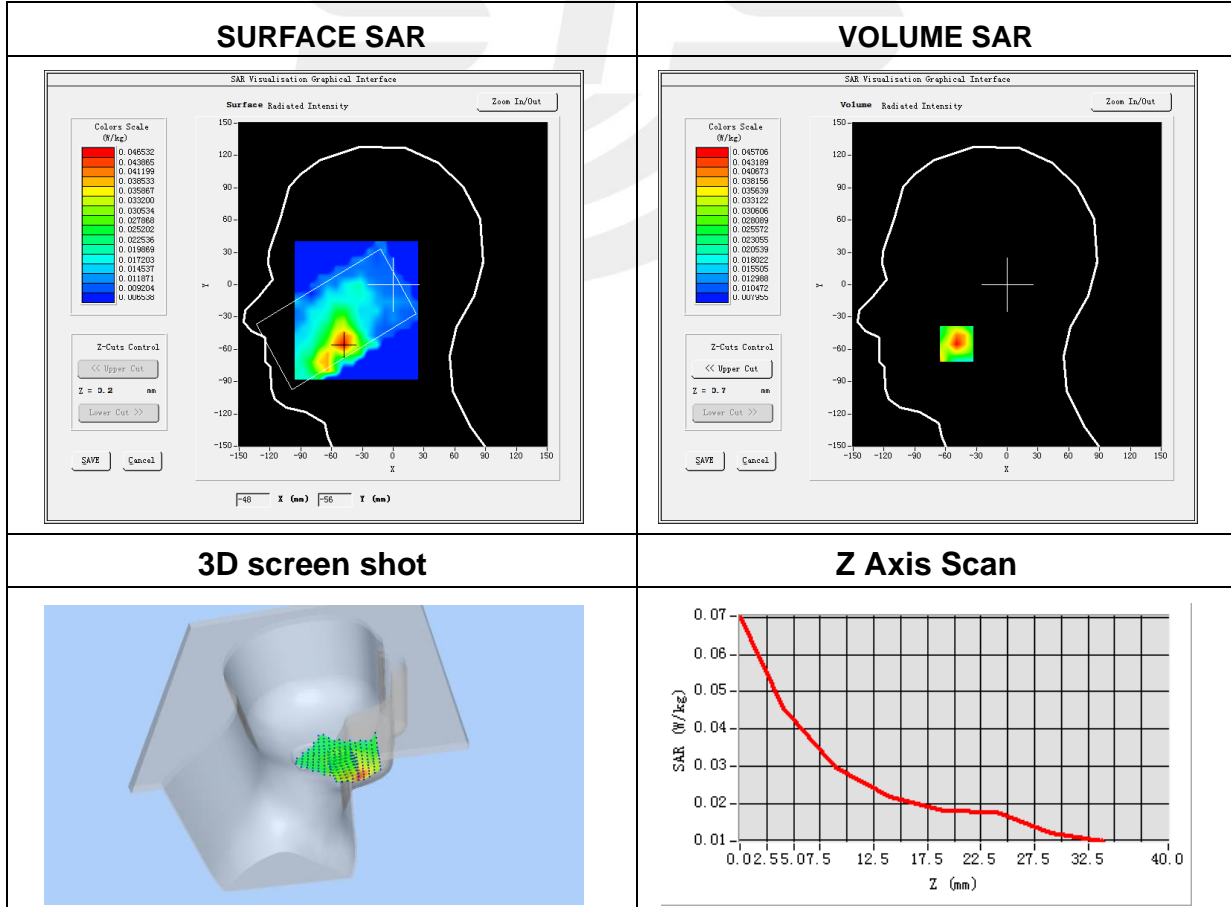 SURFACE SAR
VOLUME SAR
SAR Visualisation Graphical Interface
Surface Radiated Intensity
Zoom In/Out
Colors Scale
(W/kg)
0.046532
0.043865
0.041199
0.038533
0.035867
0.033200
0.030534
0.027868
0.025202
0.022536
0.019869
0.017203
0.014537
0.011871
0.009204
0.006538
Z-Cuts Control
<< Upper Cut
Z = 0.2 mm
Lower Cut >>
SAVE
Cancel
150
120
90
60
30
0
-30
-60
-90
-120
-150
Y
-150 -120 -90 -60 -30 0 30 60 90 120 150
X
-48 X (mm) -56 Y (mm)
SAR Visualisation Graphical Interface
Volume Radiated Intensity
Zoom In/Out
Colors Scale
(W/kg)
0.045706
0.043189
0.040673
0.038156
0.035639
0.033122
0.030606
0.028089
0.025572
0.023055
0.020539
0.018022
0.015505
0.012988
0.010472
0.007955
Z-Cuts Control
<< Upper Cut
Z = 0.7 mm
Lower Cut >>
SAVE
Cancel
150
120
90
60
30
0
-30
-60
-90
-120
-150
Y
-150 -120 -90 -60 -30 0 30 60 90 120 150
X
3D screen shot
Z Axis Scan
0.07
0.06
0.05
0.04
0.03
0.02
0.01
SAR (W/kg)
0.0 2.5 5.0 7.5 12.5 17.5 22.5 27.5 32.5 40.0
Z (mm)